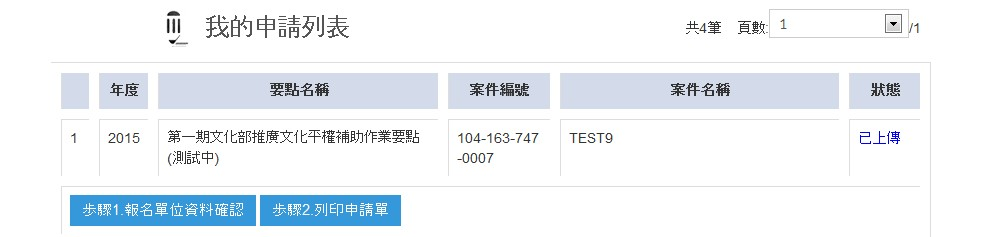 我的申請列表
共4筆 頁數: 1 /1
年度 要點名稱 案件編號 案件名稱 狀態
1 2015 第一期文化部推廣文化平權補助作業要點 104-163-747 TEST9 已上傳
(測試中) -0007
步驟1.報名單位資料確認 步驟2.列印申請單